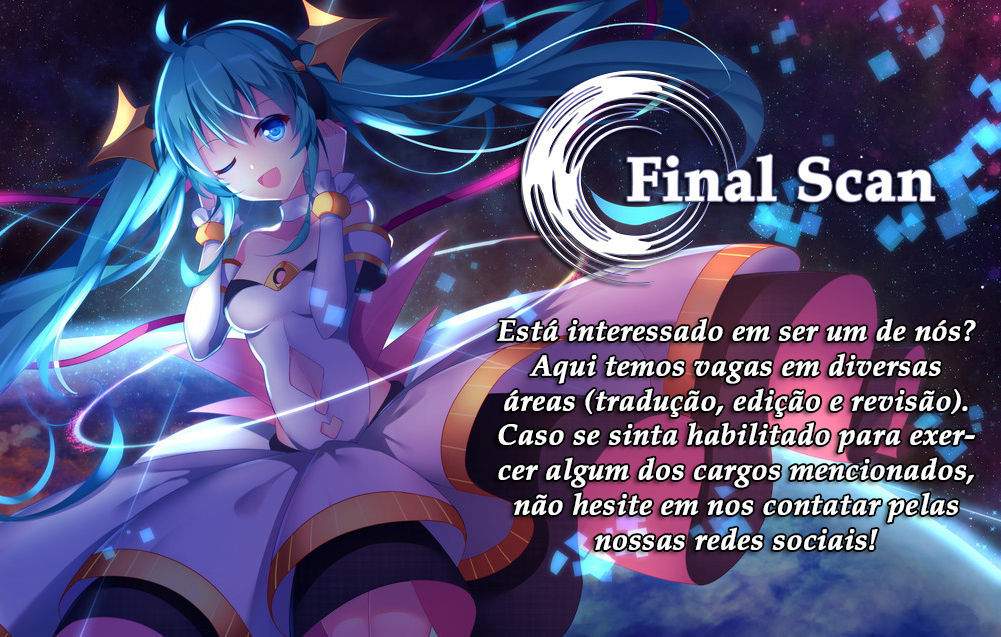 Final Scan
Está interessado em ser um de nós?
Aqui temos vagas em diversas
áreas (tradução, edição e revisão).
Caso se sinta habilitado para exer-
cer algum dos cargos mencionados,
não hesite em nos contatar pelas
nossas redes sociais!